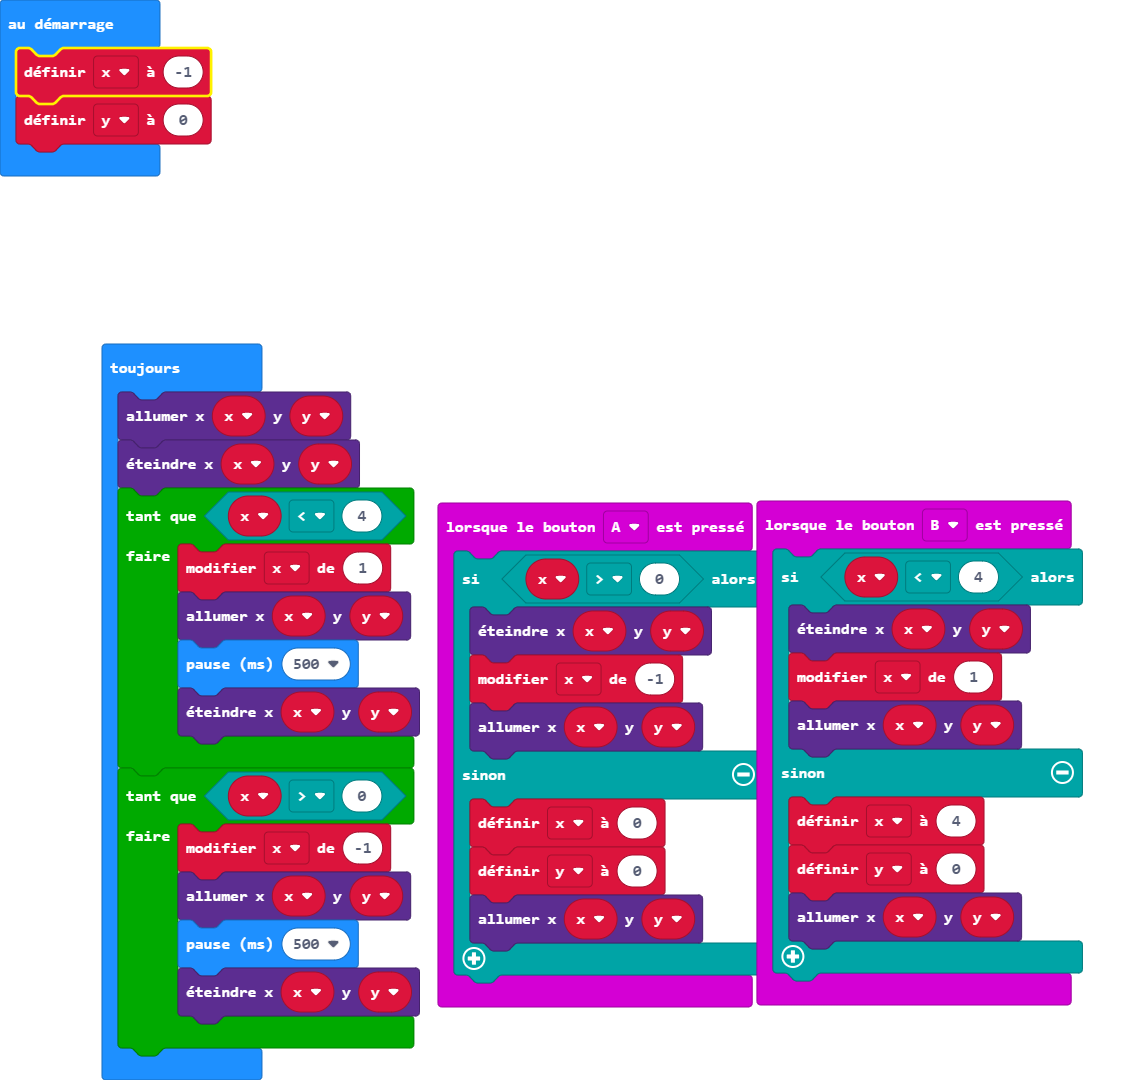 au démarrage
définir x à -1
définir y à 0
toujours
allumer x x y y
éteindre x x y y
tant que x < 4
faire
modifier x de 1
allumer x x y y
pause (ms) 500
éteindre x x y y
tant que x > 0
faire
modifier x de -1
allumer x x y y
pause (ms) 500
éteindre x x y y
lorsque le bouton A est pressé
si x > 0 alors
éteindre x x y y
modifier x de -1
allumer x x y y
sinon
définir x à 0
définir y à 0
allumer x x y y
lorsque le bouton B est pressé
si x < 4 alors
éteindre x x y y
modifier x de 1
allumer x x y y
sinon
définir x à 4
définir y à 0
allumer x x y y